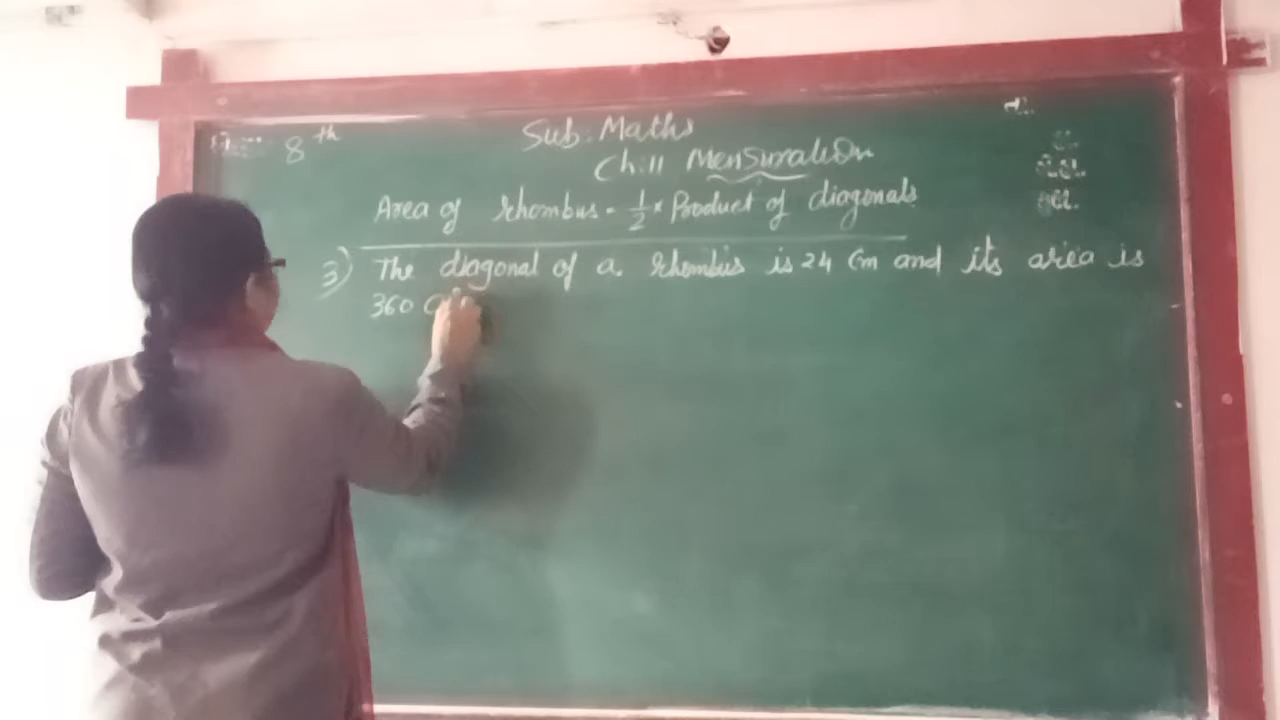 8th
Sub. Maths
Ch:11 Mensuration
Area of rhombus = 1/2 × Product of diagonals
3) The diagonal of a rhombus is 24 Cm and its area is
360